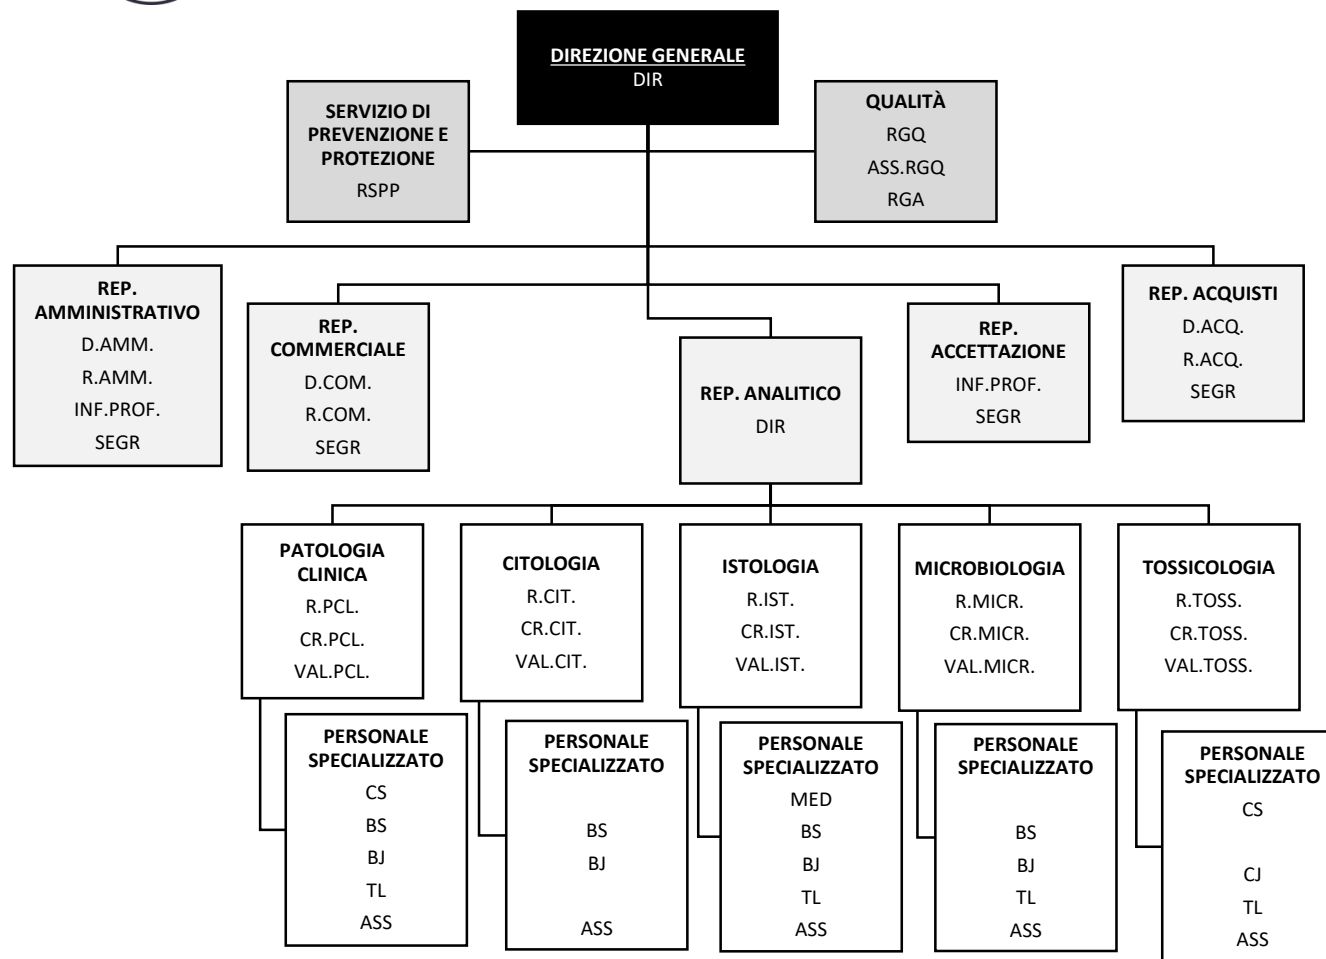 DIREZIONE GENERALE
DIR
SERVIZIO DI
PREVENZIONE E
PROTEZIONE
RSPP
QUALITÀ
RGQ
ASS.RGQ
RGA
REP.
AMMINISTRATIVO
D.AMM.
R.AMM.
INF.PROF.
SEGR
REP.
COMMERCIALE
D.COM.
R.COM.
SEGR
REP. ANALITICO
DIR
REP.
ACCETTAZIONE
INF.PROF.
SEGR
REP. ACQUISTI
D.ACQ.
R.ACQ.
SEGR
PATOLOGIA
CLINICA
R.PCL.
CR.PCL.
VAL.PCL.
CITOLOGIA
R.CIT.
CR.CIT.
VAL.CIT.
ISTOLOGIA
R.IST.
CR.IST.
VAL.IST.
MICROBIOLOGIA
R.MICR.
CR.MICR.
VAL.MICR.
TOSSICOLOGIA
R.TOSS.
CR.TOSS.
VAL.TOSS.
PERSONALE
SPECIALIZZATO
CS
BS
BJ
TL
ASS
PERSONALE
SPECIALIZZATO
BS
BJ
ASS
PERSONALE
SPECIALIZZATO
MED
BS
BJ
TL
ASS
PERSONALE
SPECIALIZZATO
BS
BJ
TL
ASS
PERSONALE
SPECIALIZZATO
CS
CJ
TL
ASS